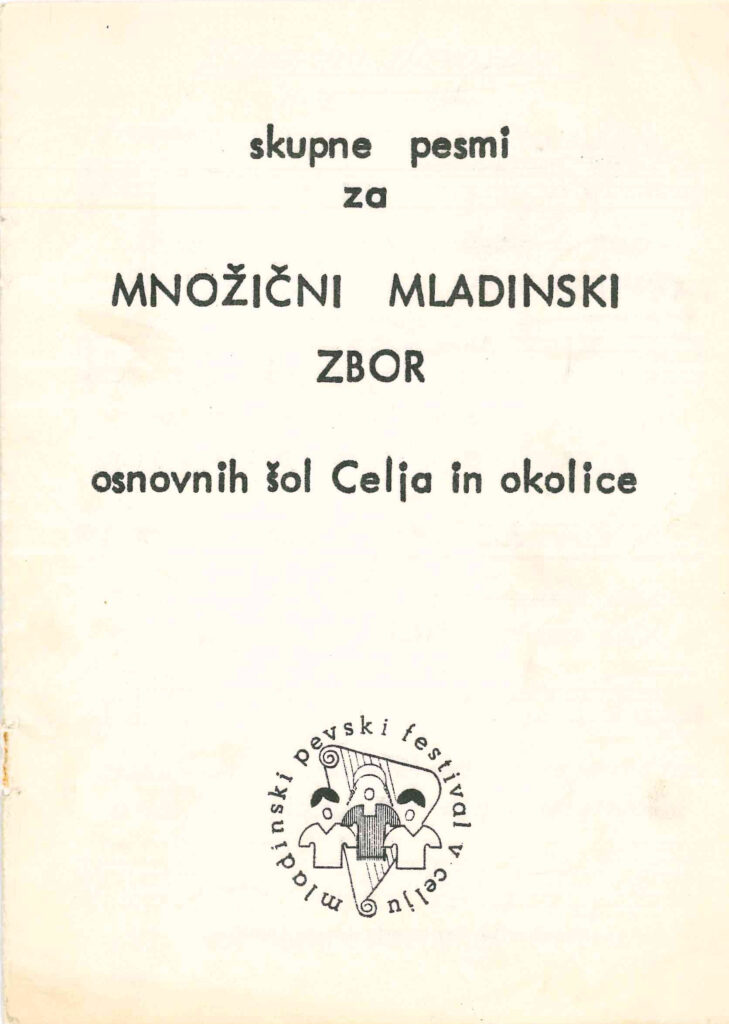 skupne pesmi
za
MNOŽIČNI MLADINSKI
ZBOR
osnovnih šol Celja in okolice
mladinski pevski festival v celju